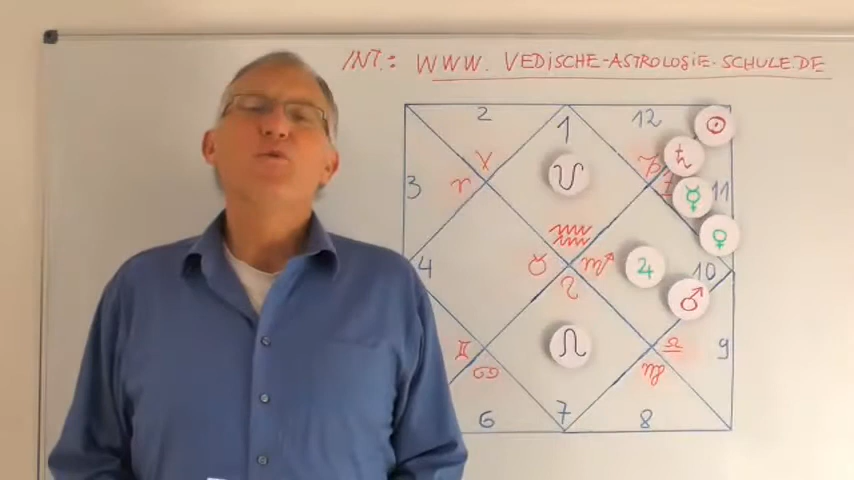 INT.: WWW. VEDISCHE-ASTROLOGIE-SCHULE.DE
2 1 12
♄ ☉
3 ♈ ☿ 11
♀
♒
4 ♉ ♃ 10
♂
♊ ♎ 9
♋ ♍
6 7 8